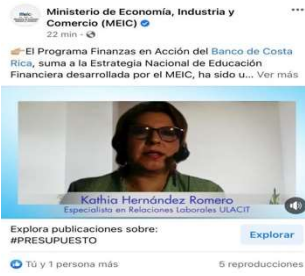 Ministerio de Economía, Industria y
Comercio (MEIC)
22 min ·
El Programa Finanzas en Acción del Banco de Costa
Rica, suma a la Estrategia Nacional de Educación
Financiera desarrollada por el MEIC, ha sido u... Ver más
Kathia Hernández Romero
Especialista en Relaciones Laborales ULACIT
Explora publicaciones sobre:
#PRESUPUESTO
Explorar
Tú y 1 persona más
5 reproducciones